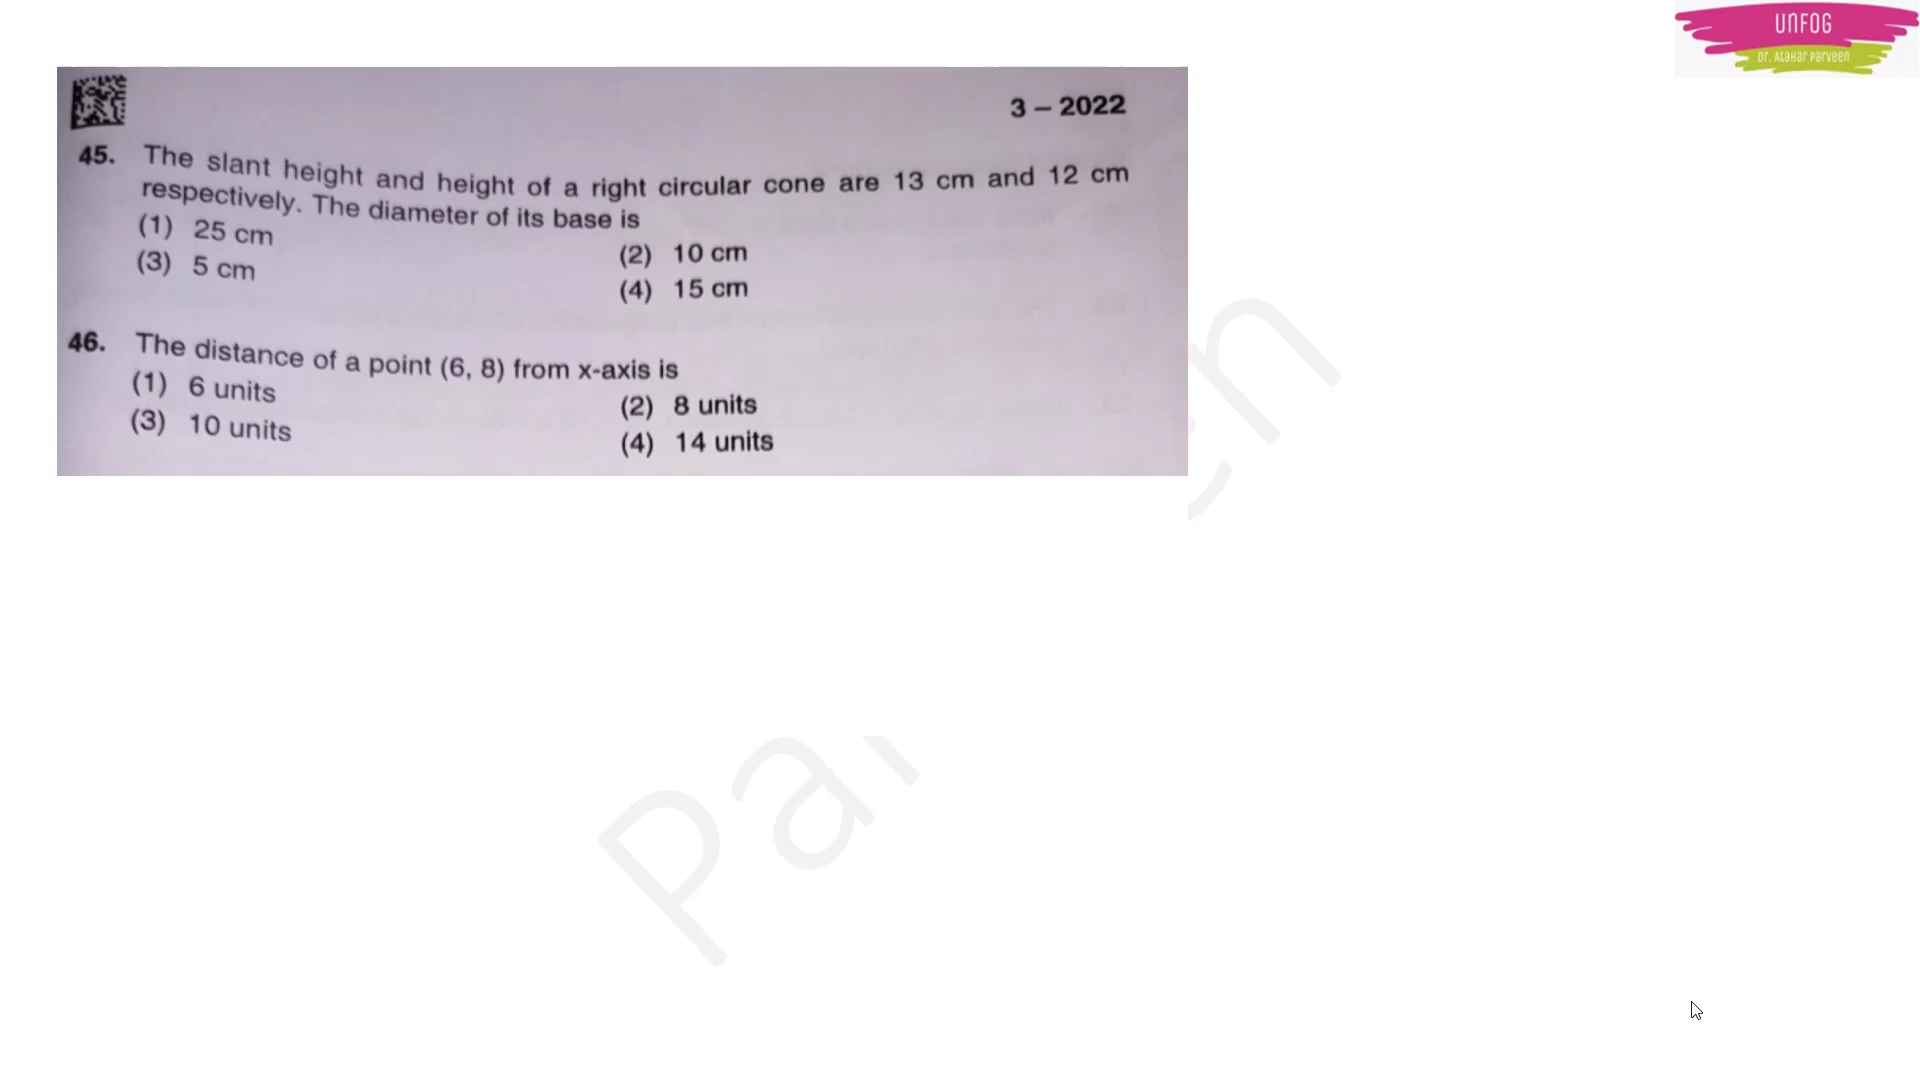 UNFOG
Dr. Atahar Parveen
3 – 2022
45. The slant height and height of a right circular cone are 13 cm and 12 cm
respectively. The diameter of its base is
(1) 25 cm
(2) 10 cm
(3) 5 cm
(4) 15 cm
46. The distance of a point (6, 8) from x-axis is
(1) 6 units
(2) 8 units
(3) 10 units
(4) 14 units